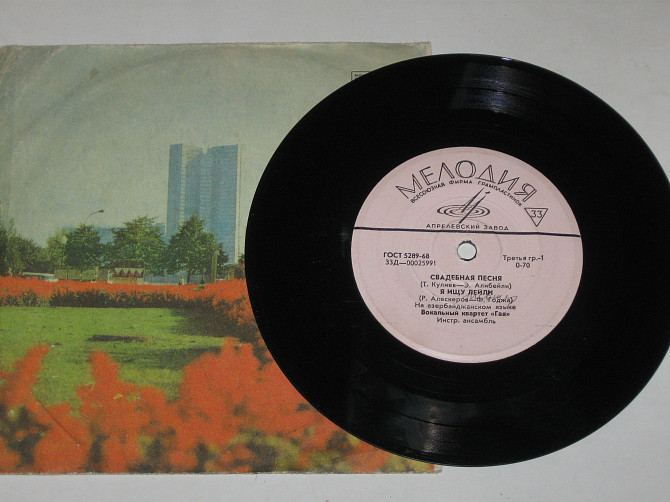 МЕЛОДИЯ
ВСЕСОЮЗНАЯ ФИРМА ГРАМПЛАСТИНОК
33
АПРЕЛЕВСКИЙ ЗАВОД
ГОСТ 5289-68
33Д—00025991
Третья гр.-1
0-70
СВАДЕБНАЯ ПЕСНЯ
(Т. Кулиев—Э. Алибейли)
Я ИЩУ ЛЕЙЛИ
(Р. Алескеров—Ф. Годжа)
На азербайджанском языке
Вокальный квартет «Гая»
Инстр. ансамбль